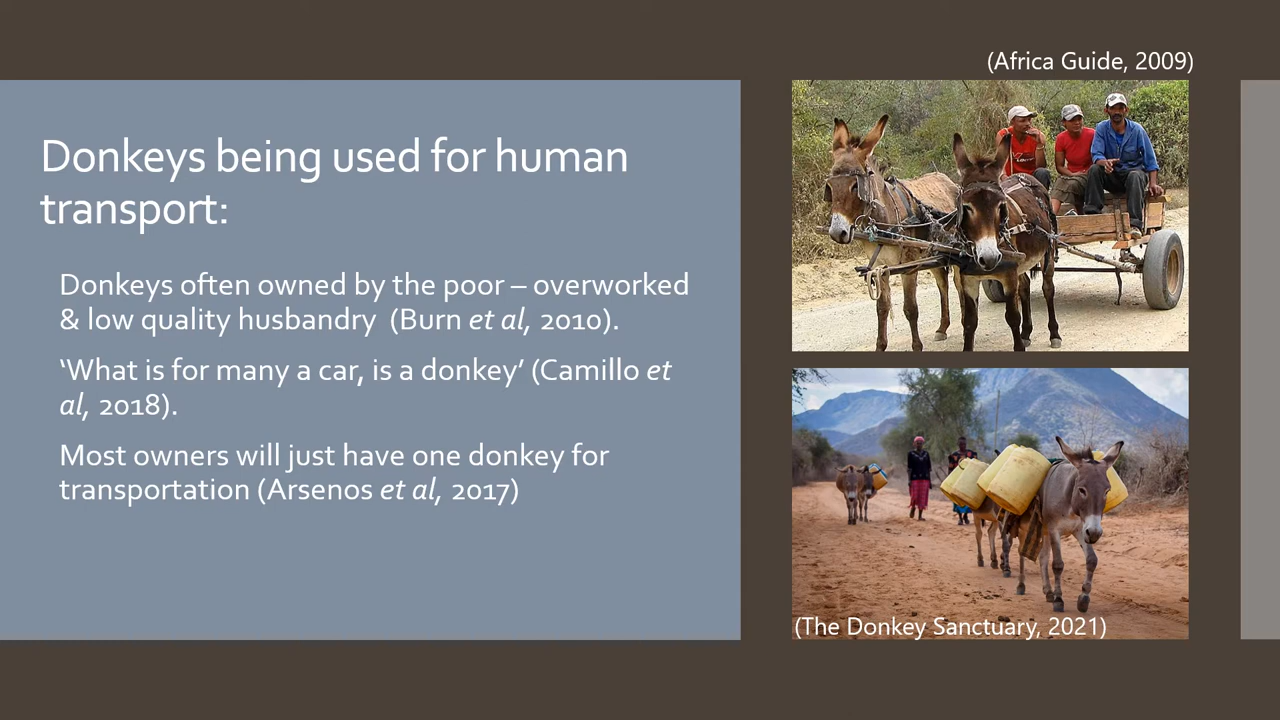 (Africa Guide, 2009)
Donkeys being used for human
transport:
Donkeys often owned by the poor – overworked
& low quality husbandry (Burn et al, 2010).
‘What is for many a car, is a donkey’ (Camillo et
al, 2018).
Most owners will just have one donkey for
transportation (Arsenos et al, 2017)
(The Donkey Sanctuary, 2021)